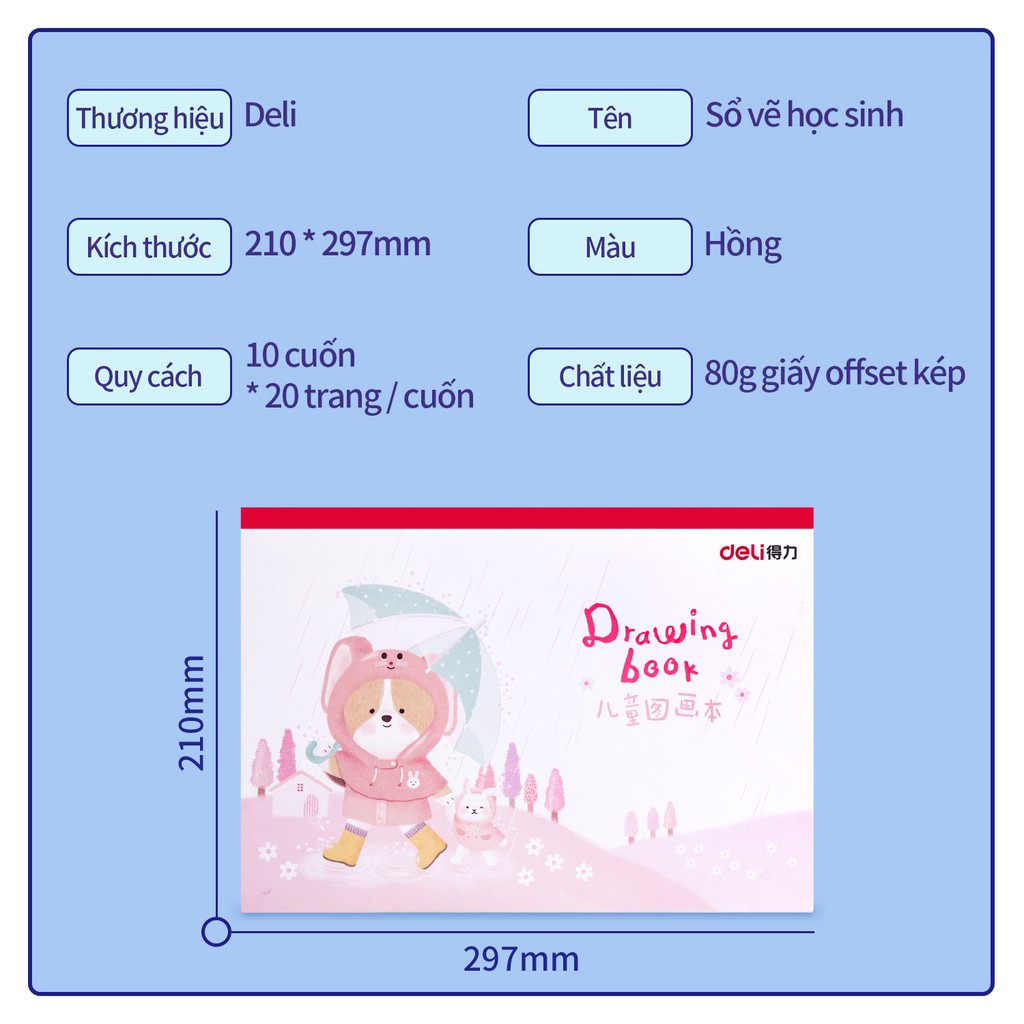 Thương hiệu Deli
Tên Sổ vẽ học sinh
Kích thước 210 * 297mm
Màu Hồng
Quy cách 10 cuốn
* 20 trang / cuốn
Chất liệu 80g giấy offset kép
deli得力
Drawing
book
儿童图画本
210mm
297mm